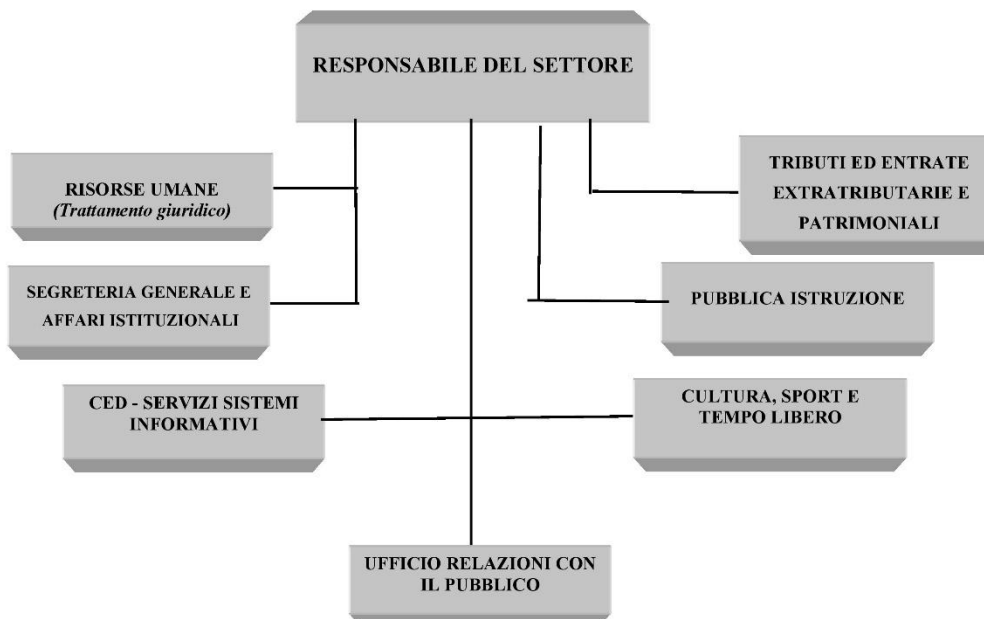 RESPONSABILE DEL SETTORE
RISORSE UMANE
(Trattamento giuridico)
TRIBUTI ED ENTRATE
EXTRATRIBUTARIE E
PATRIMONIALI
SEGRETERIA GENERALE E
AFFARI ISTITUZIONALI
PUBBLICA ISTRUZIONE
CED - SERVIZI SISTEMI
INFORMATIVI
CULTURA, SPORT E
TEMPO LIBERO
UFFICIO RELAZIONI CON
IL PUBBLICO